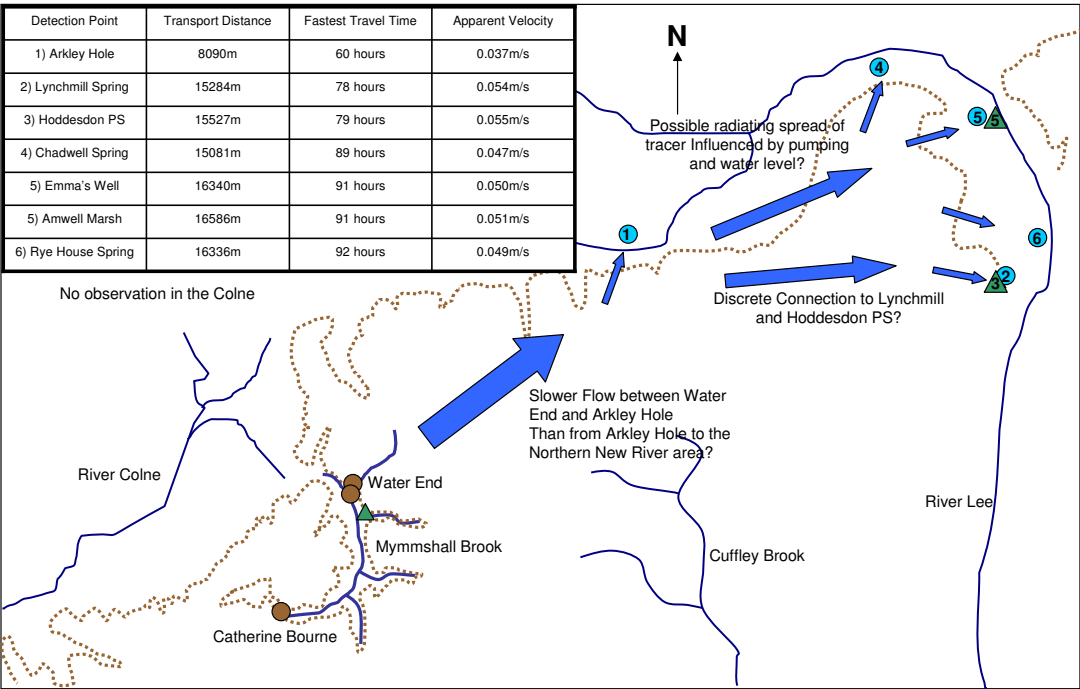 Detection Point Transport Distance Fastest Travel Time Apparent Velocity
1) Arkley Hole 8090m 60 hours 0.037m/s
2) Lynchmill Spring 15284m 78 hours 0.054m/s
3) Hoddesdon PS 15527m 79 hours 0.055m/s
4) Chadwell Spring 15081m 89 hours 0.047m/s
5) Emma's Well 16340m 91 hours 0.050m/s
5) Amwell Marsh 16586m 91 hours 0.051m/s
6) Rye House Spring 16336m 92 hours 0.049m/s
No observation in the Colne
N
4
5 5
Possible radiating spread of
tracer Influenced by pumping
and water level?
1
6
2
3
Discrete Connection to Lynchmill
and Hoddesdon PS?
Slower Flow between Water
End and Arkley Hole
Than from Arkley Hole to the
Northern New River area?
River Colne
Water End
River Lee
Mymmshall Brook
Cuffley Brook
Catherine Bourne